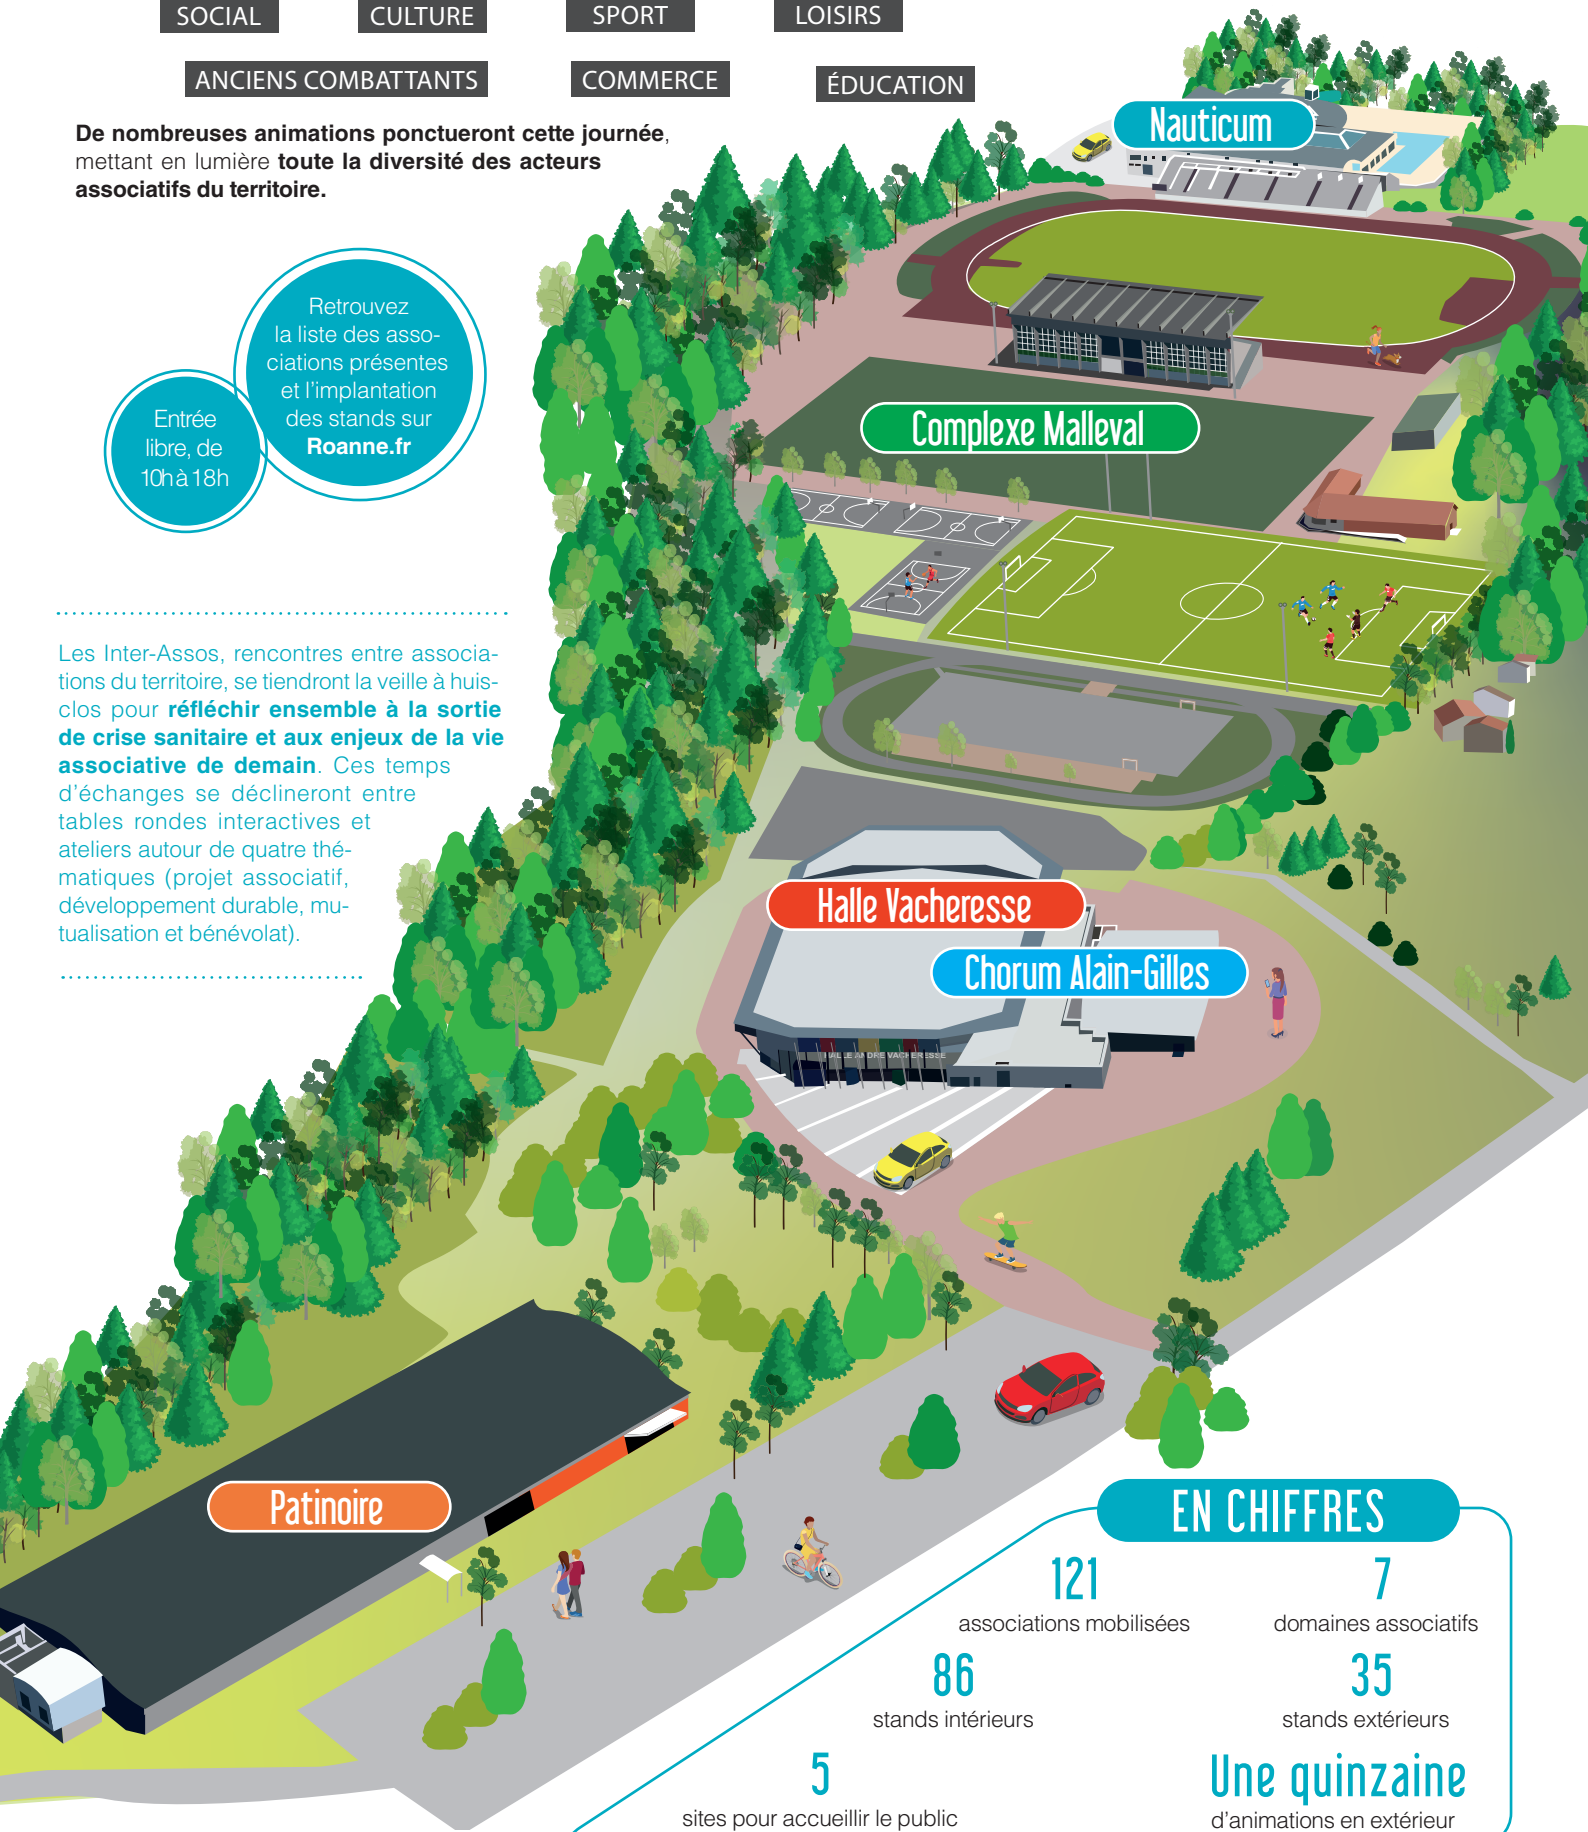 SOCIAL
CULTURE
SPORT
LOISIRS
ANCIENS COMBATTANTS
COMMERCE
ÉDUCATION
De nombreuses animations ponctueront cette journée,
mettant en lumière toute la diversité des acteurs
associatifs du territoire.
Retrouvez
la liste des asso-
ciations présentes
et l'implantation
des stands sur
Roanne.fr
Entrée
libre, de
10h à 18h
Les Inter-Assos, rencontres entre associa-
tions du territoire, se tiendront la veille à huis-
clos pour réfléchir ensemble à la sortie
de crise sanitaire et aux enjeux de la vie
associative de demain. Ces temps
d'échanges se déclineront entre
tables rondes interactives et
ateliers autour de quatre thé-
matiques (projet associatif,
développement durable, mu-
tualisation et bénévolat).
Nauticum
Complexe Malleval
Halle Vacheresse
Chorum Alain-Gilles
HALLE ANDRE VACHERESSE
Patinoire
EN CHIFFRES
121
associations mobilisées
7
domaines associatifs
86
stands intérieurs
35
stands extérieurs
5
sites pour accueillir le public
Une quinzaine
d'animations en extérieur